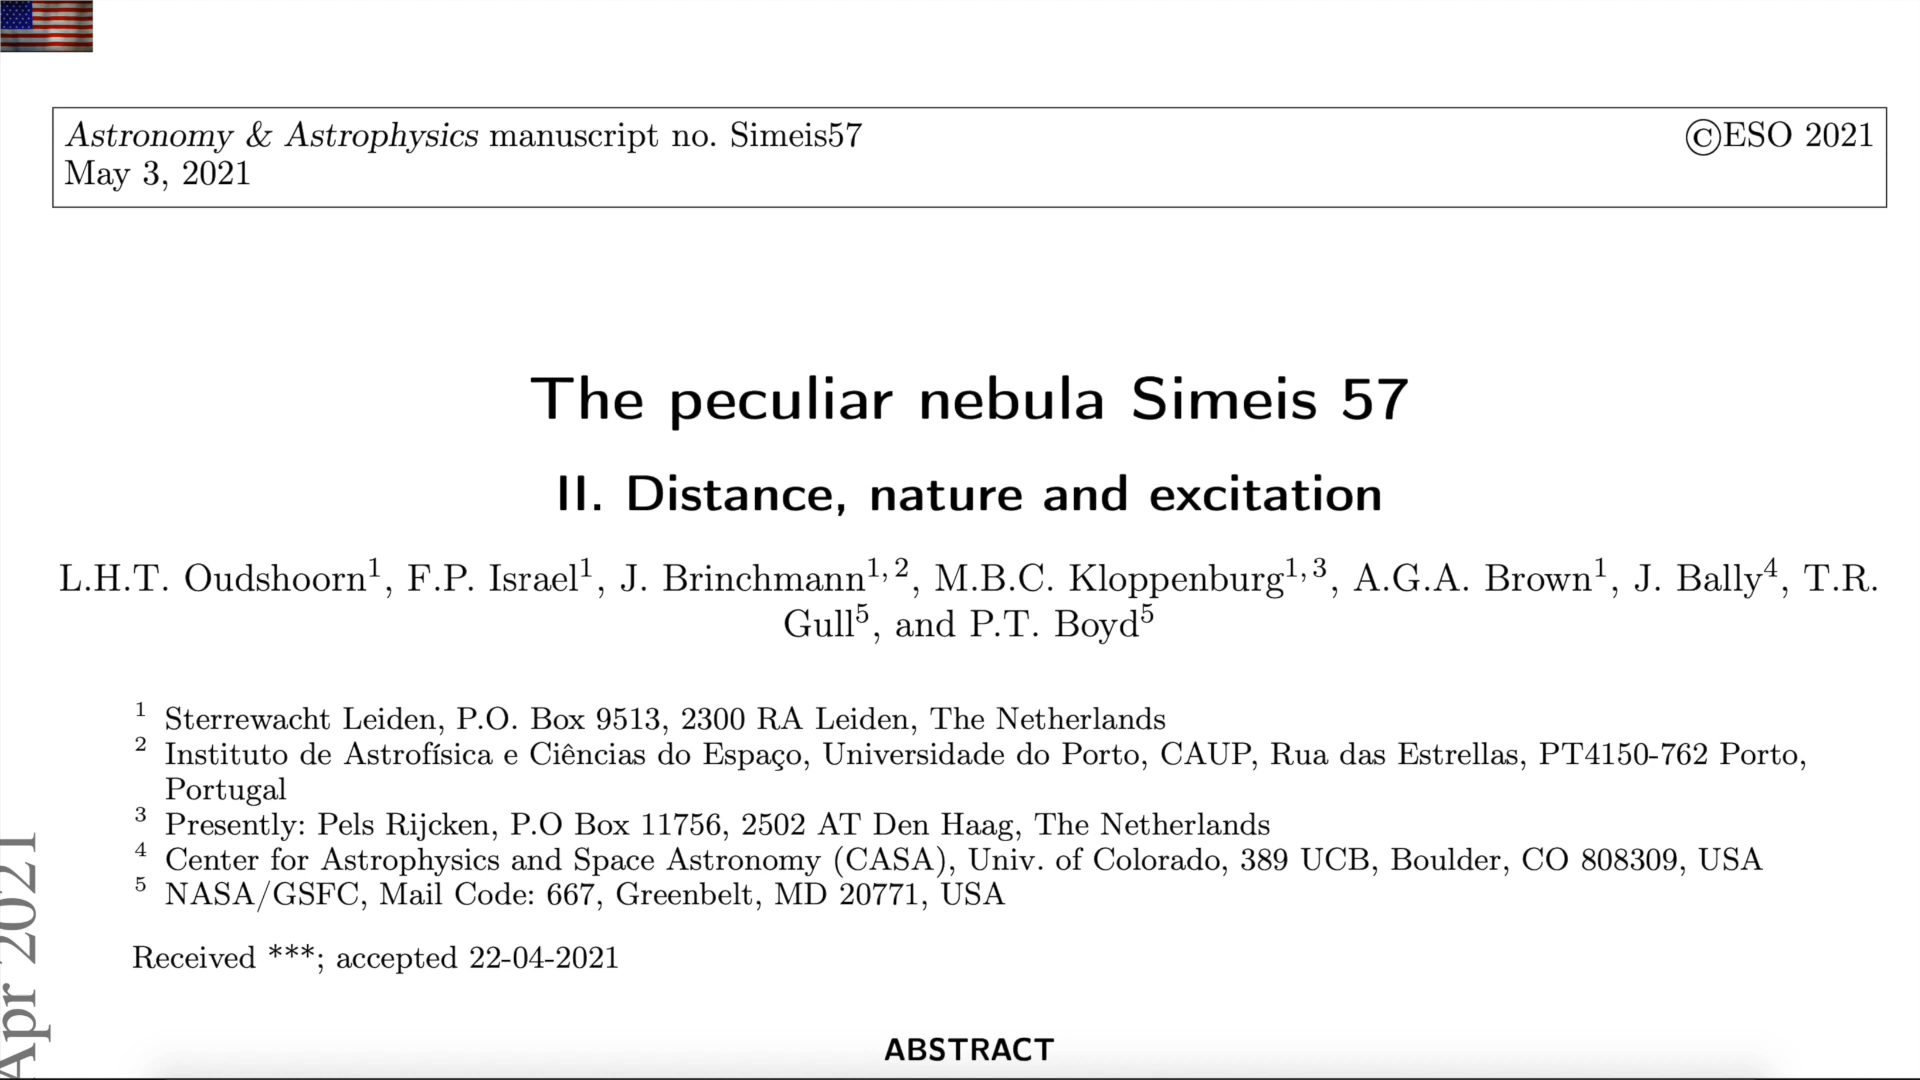 Astronomy & Astrophysics manuscript no. Simeis57
©ESO 2021
May 3, 2021
The peculiar nebula Simeis 57
II. Distance, nature and excitation
L.H.T. Oudshoorn1, F.P. Israel1, J. Brinchmann1,2, M.B.C. Kloppenburg1,3, A.G.A. Brown1, J. Bally4, T.R.
Gull5, and P.T. Boyd5
1 Sterrewacht Leiden, P.O. Box 9513, 2300 RA Leiden, The Netherlands
2 Instituto de Astrofísica e Ciências do Espaço, Universidade do Porto, CAUP, Rua das Estrellas, PT4150-762 Porto,
Portugal
3 Presently: Pels Rijcken, P.O Box 11756, 2502 AT Den Haag, The Netherlands
4 Center for Astrophysics and Space Astronomy (CASA), Univ. of Colorado, 389 UCB, Boulder, CO 808309, USA
5 NASA/GSFC, Mail Code: 667, Greenbelt, MD 20771, USA
Received ***; accepted 22-04-2021
ABSTRACT
Apr 2021